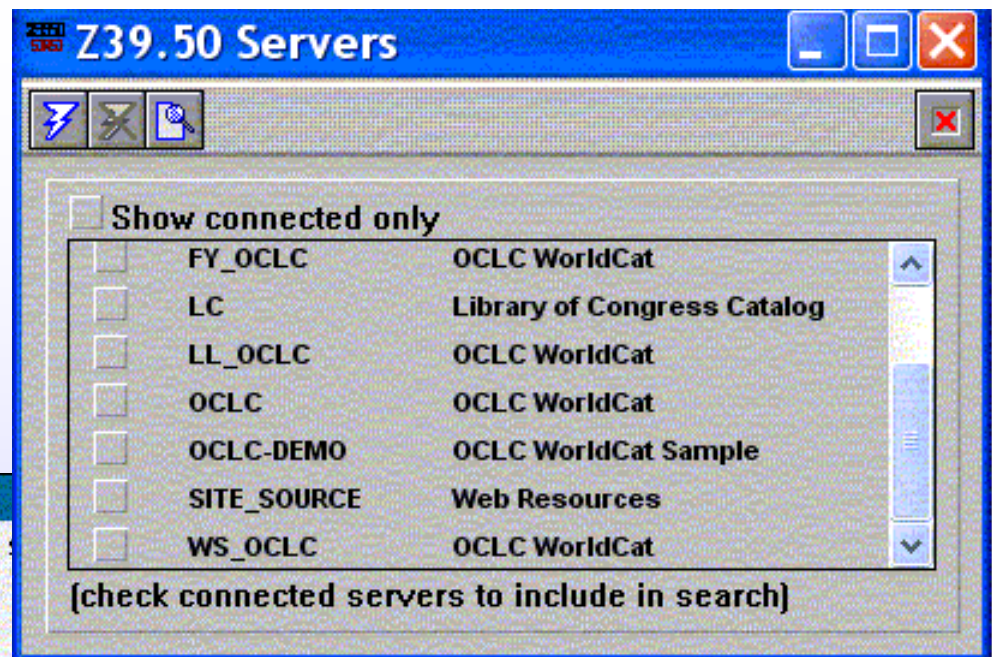 Z39.50 Servers
Show connected only
FY_OCLC OCLC WorldCat
LC Library of Congress Catalog
LL_OCLC OCLC WorldCat
OCLC OCLC WorldCat
OCLC-DEMO OCLC WorldCat Sample
SITE_SOURCE Web Resources
WS_OCLC OCLC WorldCat
(check connected servers to include in search)